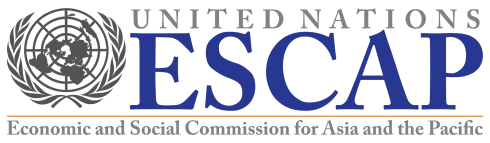 UNITED NATIONS
ESCAP
Economic and Social Commission for Asia and the Pacific